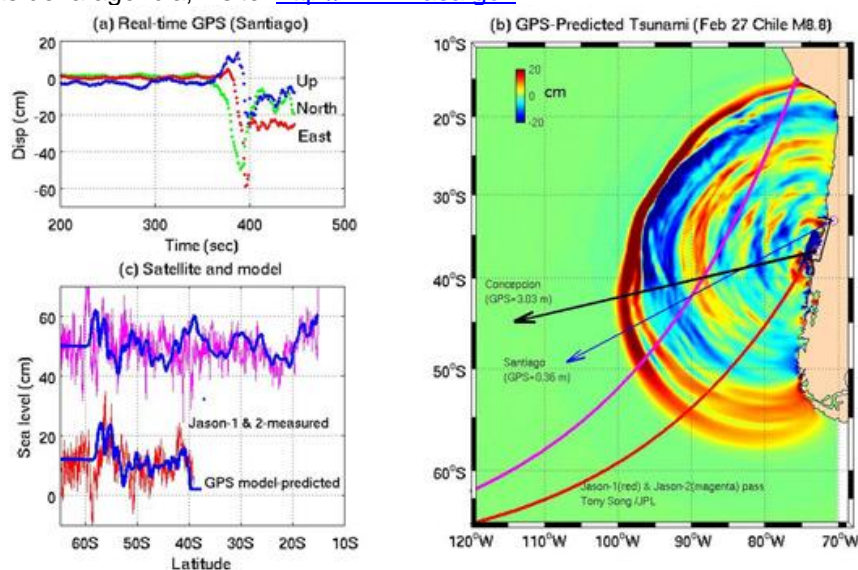 (a) Real-time GPS (Santiago)
20
0
-20
-40
-60
Disp (cm)
Up
North
East
200
300
400
500
Time (sec)
(c) Satellite and model
60
40
20
0
Sea level (cm)
Jason-1 & 2-measured
GPS model-predicted
60S
50S
40S
30S
20S
10S
Latitude
(b) GPS-Predicted Tsunami (Feb 27 Chile M8.8)
10°S
20°S
30°S
40°S
50°S
60°S
20
0
-20
cm
Concepcion
(GPS=3.03 m)
Santiago
(GPS=0.36 m)
Jason-1(red) & Jason-2(magenta) pass
Tony Song /JPL
120°W
110°W
100°W
90°W
80°W
70°W